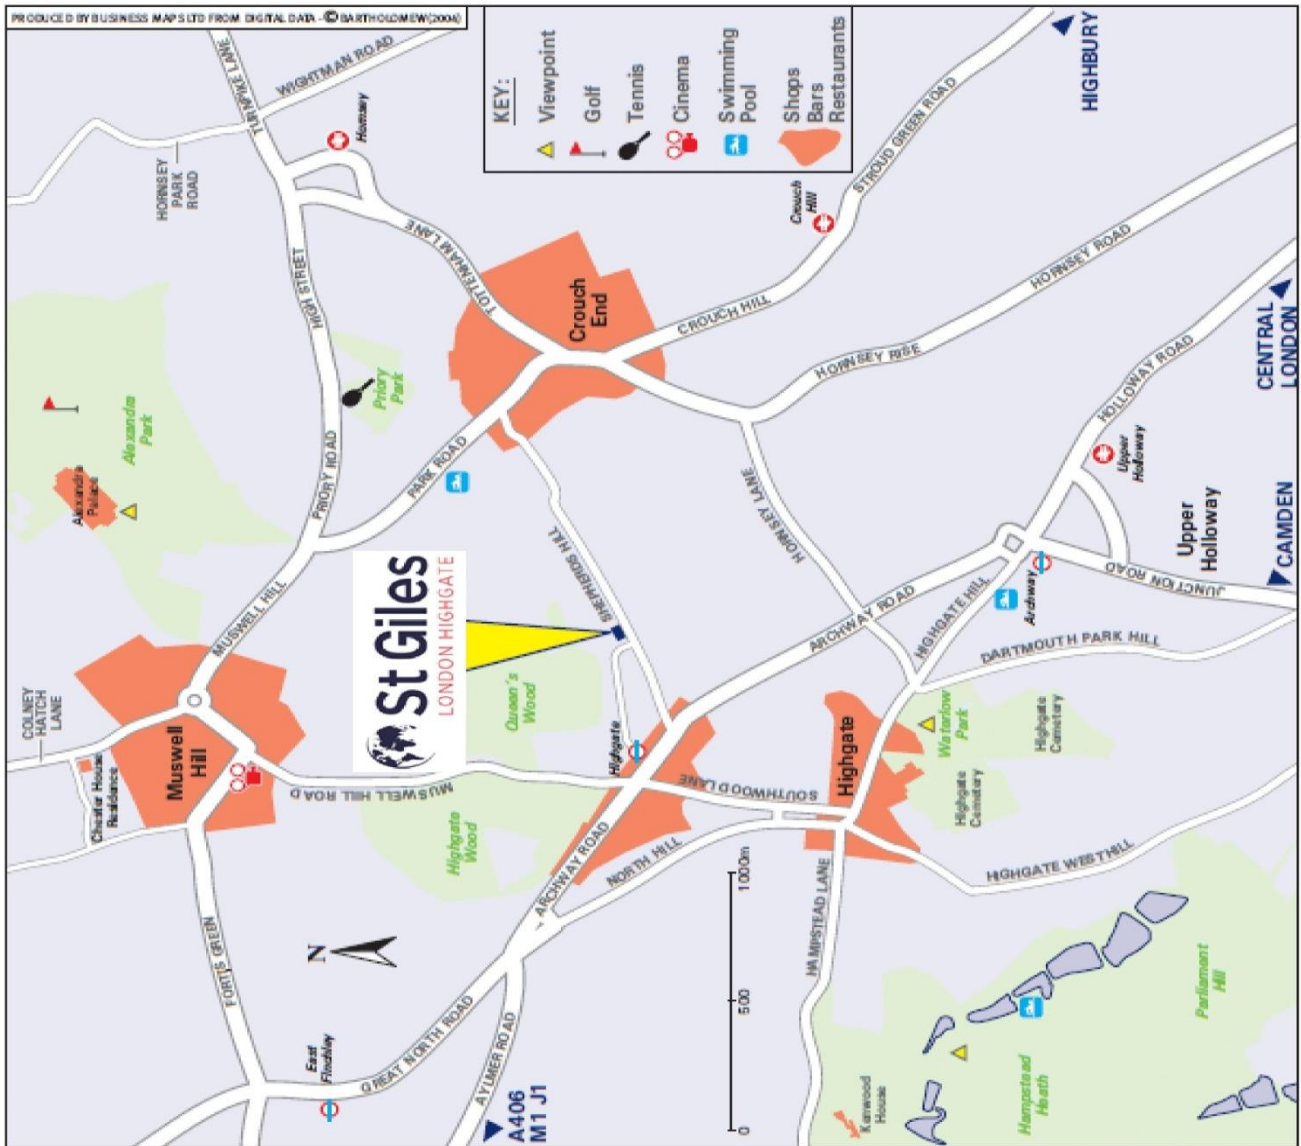 PRODUCED BY BUSINESS MAPS LTD FROM DIGITAL DATA - © BARTHOLOMEW (2004)
TURNPIKE LANE
WIGHTMAN ROAD
HORNSEY
PARK
ROAD
Hornsey
KEY:
Viewpoint
Golf
Tennis
Cinema
Swimming
Pool
Shops
Bars
Restaurants
HIGHBURY
STROUD GREEN ROAD
Crouch
Hill
HIGH STREET
TOTTENHAM LANE
Crouch
End
CROUCH HILL
HORNSEY ROAD
HORNSEY RISE
CENTRAL
LONDON
HOLLOWAY ROAD
Alexandra
Park
Alexandra
Palace
Priory
Park
PRIORY ROAD
PARK ROAD
HORNSEY LANE
Upper
Holloway
Upper
Holloway
CAMDEN
SHEPHERDS HILL
MUSWELL HILL
St Giles
LONDON HIGHGATE
ARCHWAY ROAD
HIGHGATE HILL
Archway
JUNCTION ROAD
DARTMOUTH PARK HILL
COLNEY
HATCH
LANE
Muswell
Hill
Chester House
Residence
Queen's
Wood
Highgate
MUSWELL HILL ROAD
SOUTHWOOD LANE
Highgate
Waterlow
Park
Highgate
Cemetery
Highgate
Cemetery
Highgate
Wood
ARCHWAY ROAD
NORTH HILL
HIGHGATE WESTHILL
FORTIS GREEN
N
1000m
500
0
HAMPSTEAD LANE
East
Finchley
GREAT NORTH ROAD
AYLMER ROAD
A406
M1 J1
Kenwood
House
Hampstead
Heath
Parliament
Hill